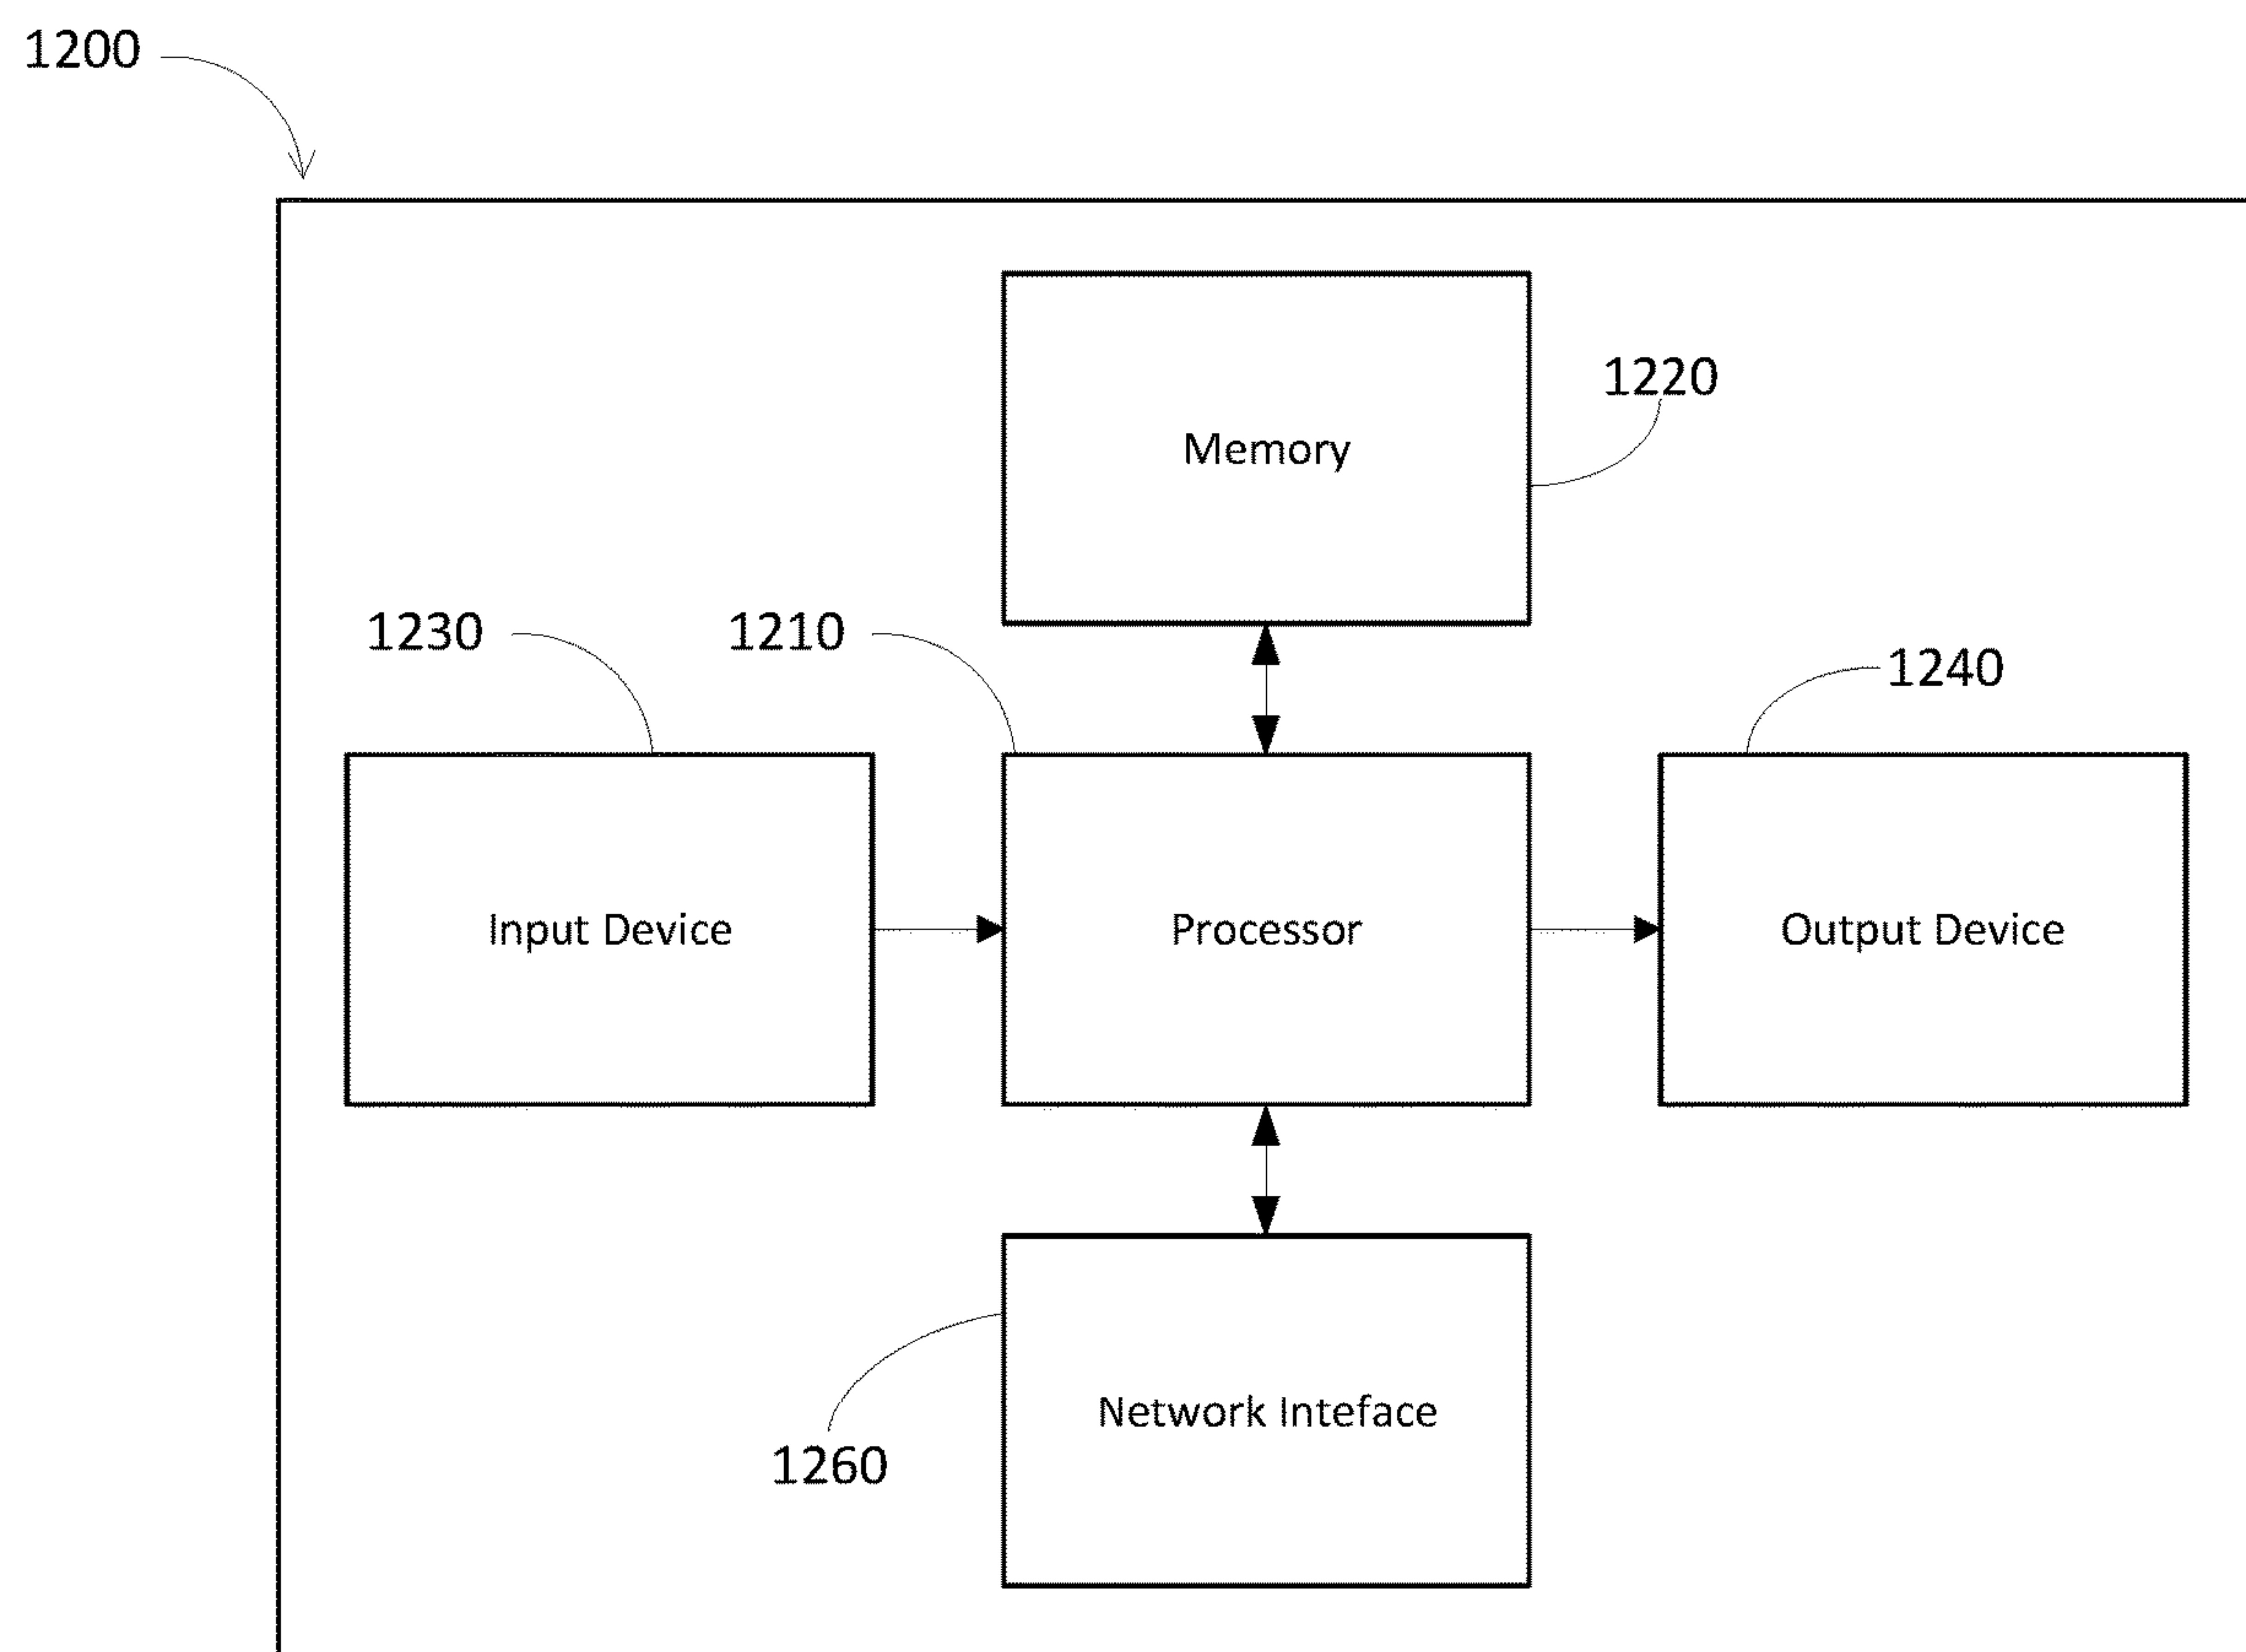 1200
Memory
1220
1230
1210
1240
Input Device
Processor
Output Device
Network Inteface
1260